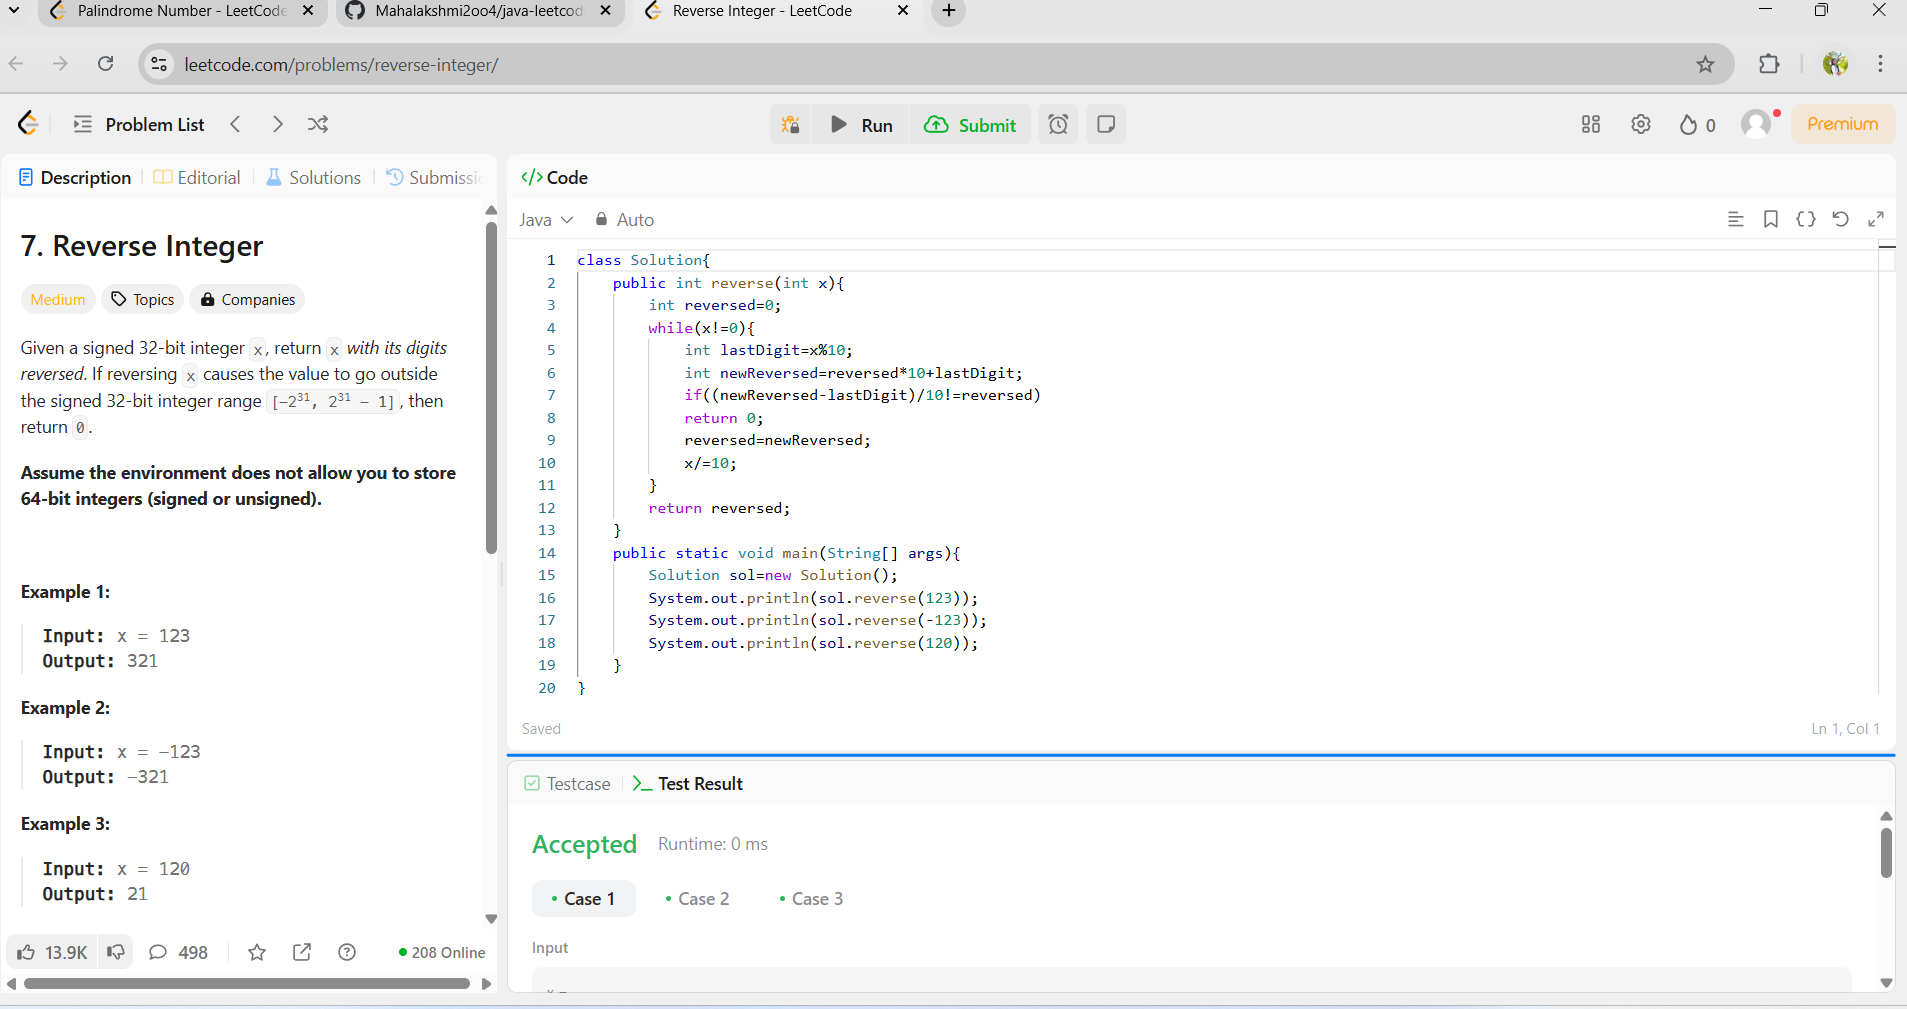 Palindrome Number - LeetCode
Mahalakshmi2oo4/java-leetcod
Reverse Integer - LeetCode
leetcode.com/problems/reverse-integer/
Problem List
Run
Submit
0
Premium
Description
Editorial
Solutions
Submissi
7. Reverse Integer
Medium
Topics
Companies
Given a signed 32-bit integer x, return x with its digits
reversed. If reversing x causes the value to go outside
the signed 32-bit integer range [-2³¹, 2³¹ - 1], then
return 0.
Assume the environment does not allow you to store
64-bit integers (signed or unsigned).
Example 1:
Input: x = 123
Output: 321
Example 2:
Input: x = -123
Output: -321
Example 3:
Input: x = 120
Output: 21
13.9K
498
208 Online
</> Code
Java
Auto
1 class Solution{
2 public int reverse(int x){
3 int reversed=0;
4 while(x!=0){
5 int lastDigit=x%10;
6 int newReversed=reversed*10+lastDigit;
7 if((newReversed-lastDigit)/10!=reversed)
8 return 0;
9 reversed=newReversed;
10 x/=10;
11 }
12 return reversed;
13 }
14 public static void main(String[] args){
15 Solution sol=new Solution();
16 System.out.println(sol.reverse(123));
17 System.out.println(sol.reverse(-123));
18 System.out.println(sol.reverse(120));
19 }
20 }
Saved
Ln 1, Col 1
Testcase
>_ Test Result
Accepted
Runtime: 0 ms
• Case 1
• Case 2
• Case 3
Input